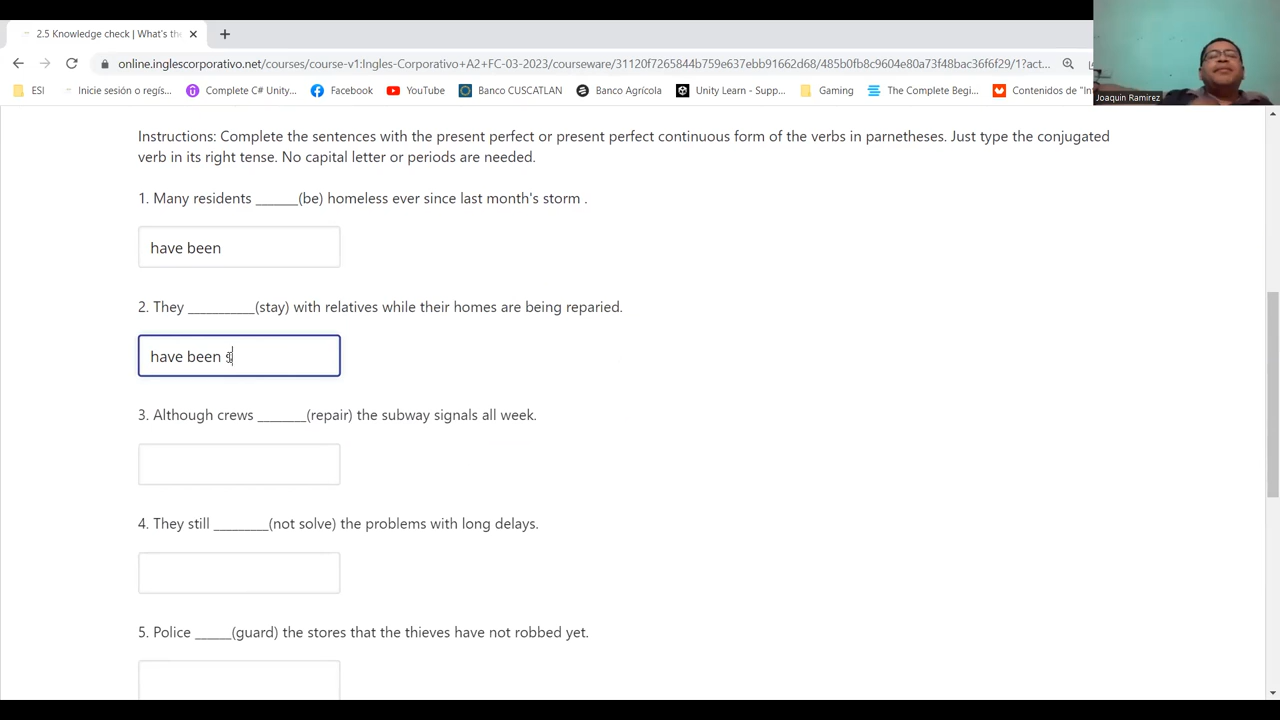 2.5 Knowledge check | What's the
online.inglescorporativo.net/courses/course-v1:Ingles-Corporativo+A2+FC-03-2023/courseware/31120f7265844b759e637ebb91662d68/485b0fb8c9604e80a73f48bac36f6f29/1?act...
ESI Inicie sesión o regís... Complete C# Unity... Facebook YouTube Banco CUSCATLAN Banco Agrícola Unity Learn - Supp... Gaming The Complete Begi... Contenidos de "In
Joaquin Ramirez
Instructions: Complete the sentences with the present perfect or present perfect continuous form of the verbs in parnetheses. Just type the conjugated
verb in its right tense. No capital letter or periods are needed.
1. Many residents ______(be) homeless ever since last month's storm .
have been
2. They __________(stay) with relatives while their homes are being reparied.
have been s
3. Although crews _______(repair) the subway signals all week.
4. They still ________(not solve) the problems with long delays.
5. Police _____(guard) the stores that the thieves have not robbed yet.